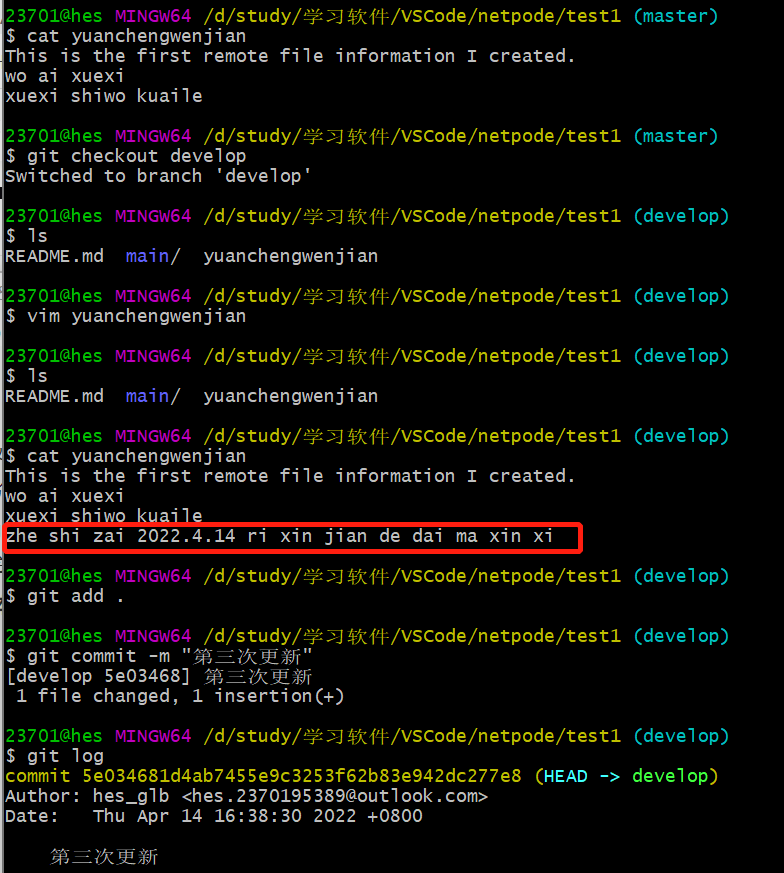 23701@hes MINGW64 /d/study/学习软件/VSCode/netpode/test1 (master)
$ cat yuanchengwenjian
This is the first remote file information I created.
wo ai xuexi
xuexi shiwo kuaile
23701@hes MINGW64 /d/study/学习软件/VSCode/netpode/test1 (master)
$ git checkout develop
Switched to branch 'develop'
23701@hes MINGW64 /d/study/学习软件/VSCode/netpode/test1 (develop)
$ ls
README.md  main/  yuanchengwenjian
23701@hes MINGW64 /d/study/学习软件/VSCode/netpode/test1 (develop)
$ vim yuanchengwenjian
23701@hes MINGW64 /d/study/学习软件/VSCode/netpode/test1 (develop)
$ ls
README.md  main/  yuanchengwenjian
23701@hes MINGW64 /d/study/学习软件/VSCode/netpode/test1 (develop)
$ cat yuanchengwenjian
This is the first remote file information I created.
wo ai xuexi
xuexi shiwo kuaile
zhe shi zai 2022.4.14 ri xin jian de dai ma xin xi
23701@hes MINGW64 /d/study/学习软件/VSCode/netpode/test1 (develop)
$ git add .
23701@hes MINGW64 /d/study/学习软件/VSCode/netpode/test1 (develop)
$ git commit -m "第三次更新"
[develop 5e03468] 第三次更新
 1 file changed, 1 insertion(+)
23701@hes MINGW64 /d/study/学习软件/VSCode/netpode/test1 (develop)
$ git log
commit 5e034681d4ab7455e9c3253f62b83e942dc277e8 (HEAD -> develop)
Author: hes_glb <hes.2370195389@outlook.com>
Date:   Thu Apr 14 16:38:30 2022 +0800
    第三次更新